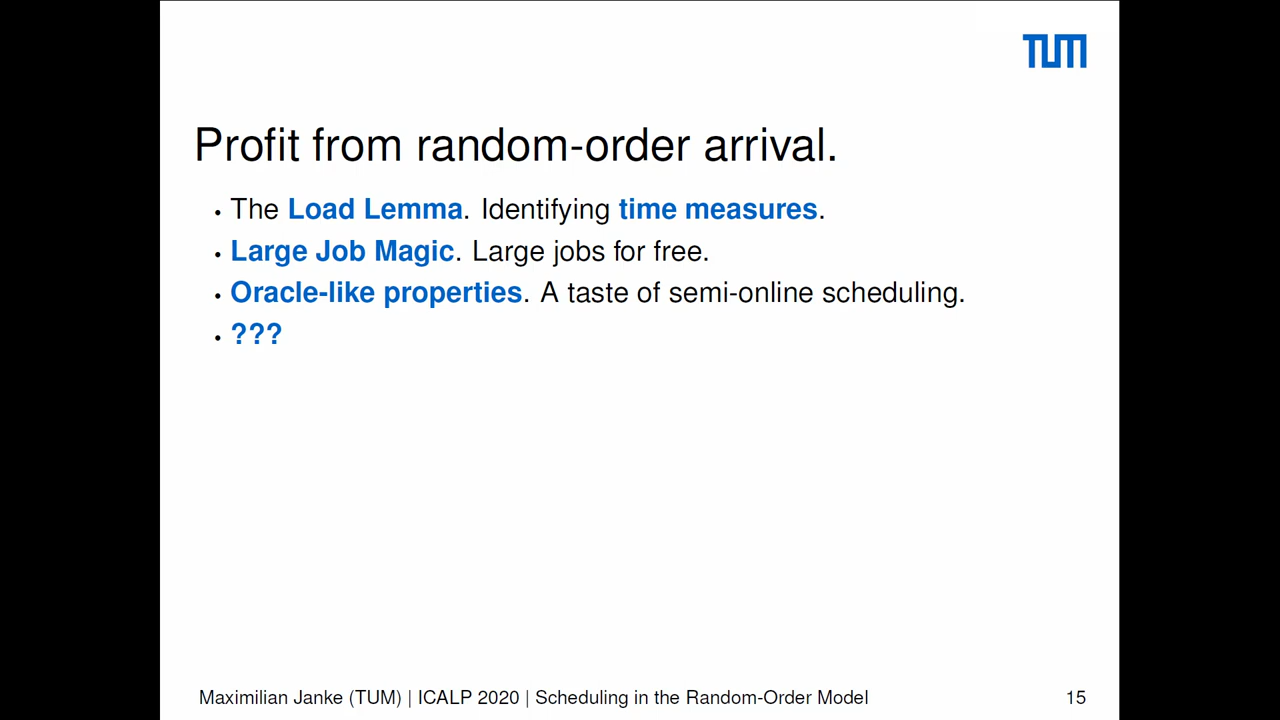 TUM
Profit from random-order arrival.
• The Load Lemma. Identifying time measures.
• Large Job Magic. Large jobs for free.
• Oracle-like properties. A taste of semi-online scheduling.
• ???
Maximilian Janke (TUM) | ICALP 2020 | Scheduling in the Random-Order Model 15